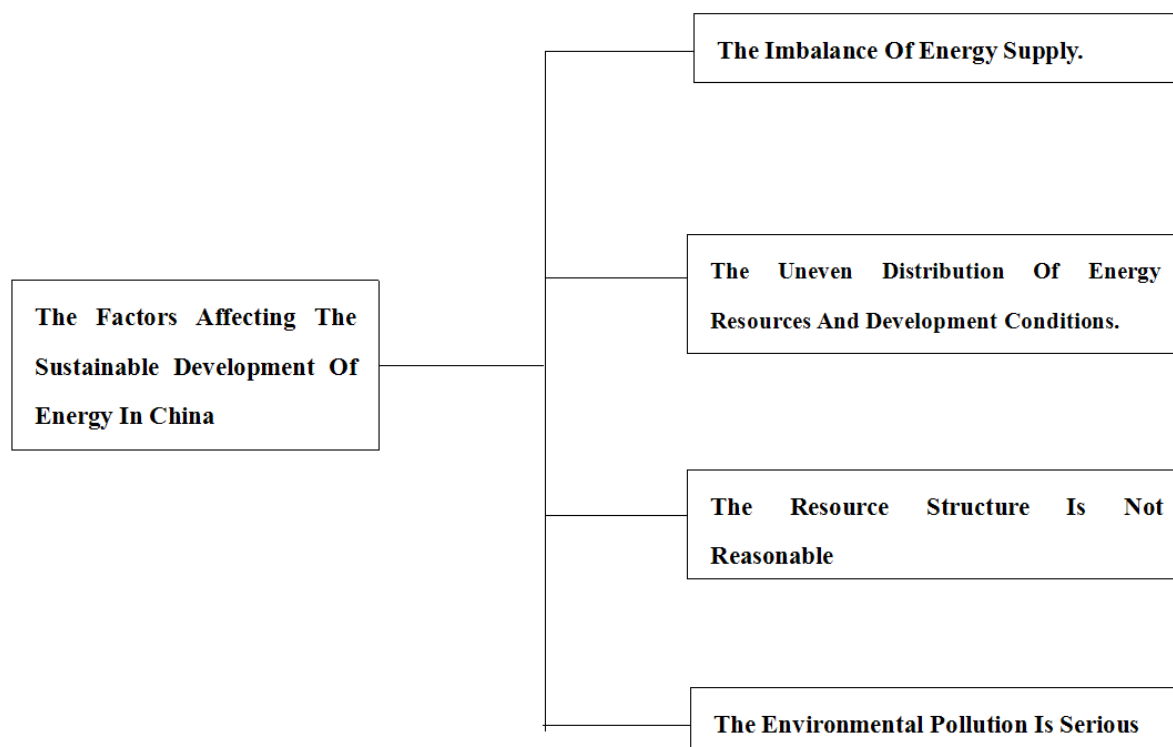 The Imbalance Of Energy Supply.
The Uneven Distribution Of Energy
Resources And Development Conditions.
The Factors Affecting The
Sustainable Development Of
Energy In China
The Resource Structure Is Not
Reasonable
The Environmental Pollution Is Serious